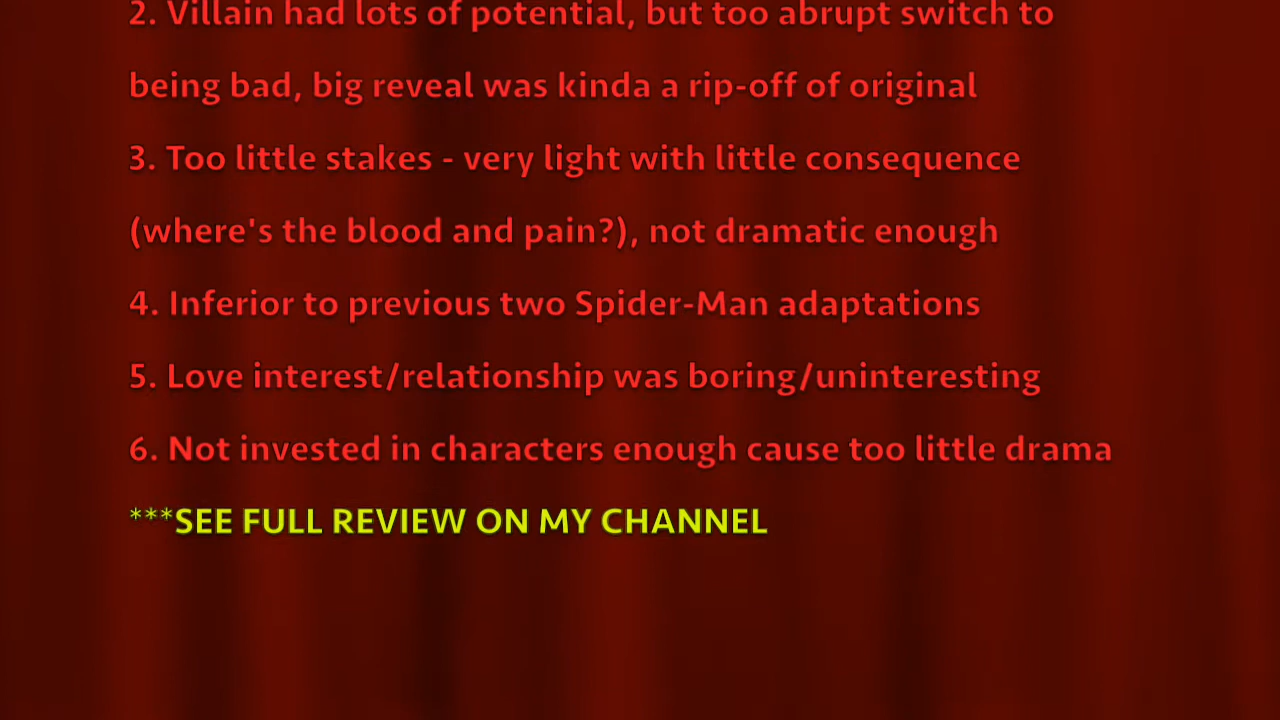 2. Villain had lots of potential, but too abrupt switch to
being bad, big reveal was kinda a rip-off of original
3. Too little stakes - very light with little consequence
(where's the blood and pain?), not dramatic enough
4. Inferior to previous two Spider-Man adaptations
5. Love interest/relationship was boring/uninteresting
6. Not invested in characters enough cause too little drama
***SEE FULL REVIEW ON MY CHANNEL